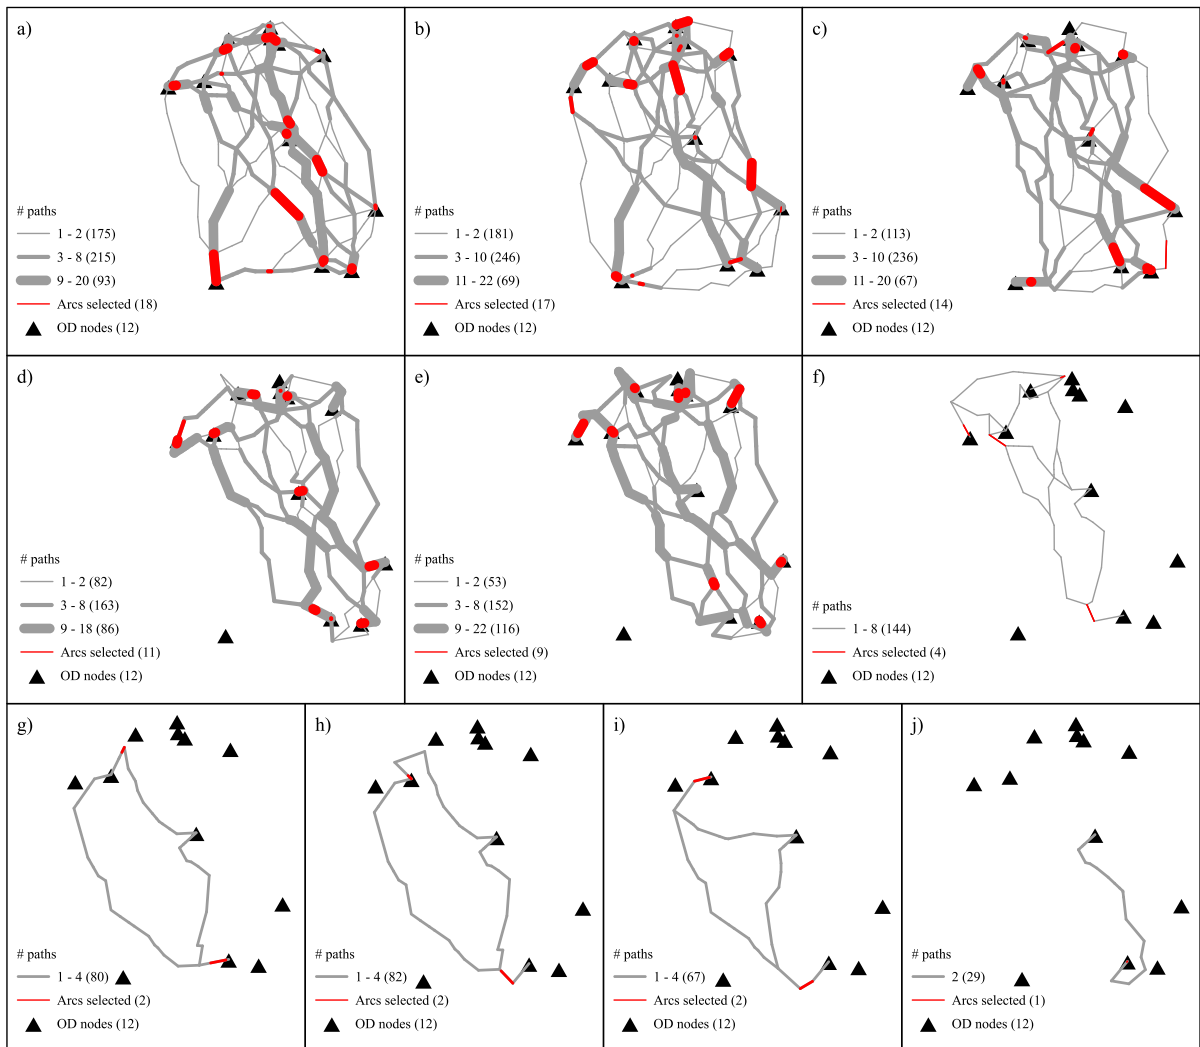 a)
# paths
1 - 2 (175)
3 - 8 (215)
9 - 20 (93)
Arcs selected (18)
OD nodes (12)
b)
# paths
1 - 2 (181)
3 - 10 (246)
11 - 22 (69)
Arcs selected (17)
OD nodes (12)
c)
# paths
1 - 2 (113)
3 - 10 (236)
11 - 20 (67)
Arcs selected (14)
OD nodes (12)
d)
# paths
1 - 2 (82)
3 - 8 (163)
9 - 18 (86)
Arcs selected (11)
OD nodes (12)
e)
# paths
1 - 2 (53)
3 - 8 (152)
9 - 22 (116)
Arcs selected (9)
OD nodes (12)
f)
# paths
1 - 8 (144)
Arcs selected (4)
OD nodes (12)
g)
# paths
1 - 4 (80)
Arcs selected (2)
OD nodes (12)
h)
# paths
1 - 4 (82)
Arcs selected (2)
OD nodes (12)
i)
# paths
1 - 4 (67)
Arcs selected (2)
OD nodes (12)
j)
# paths
2 (29)
Arcs selected (1)
OD nodes (12)